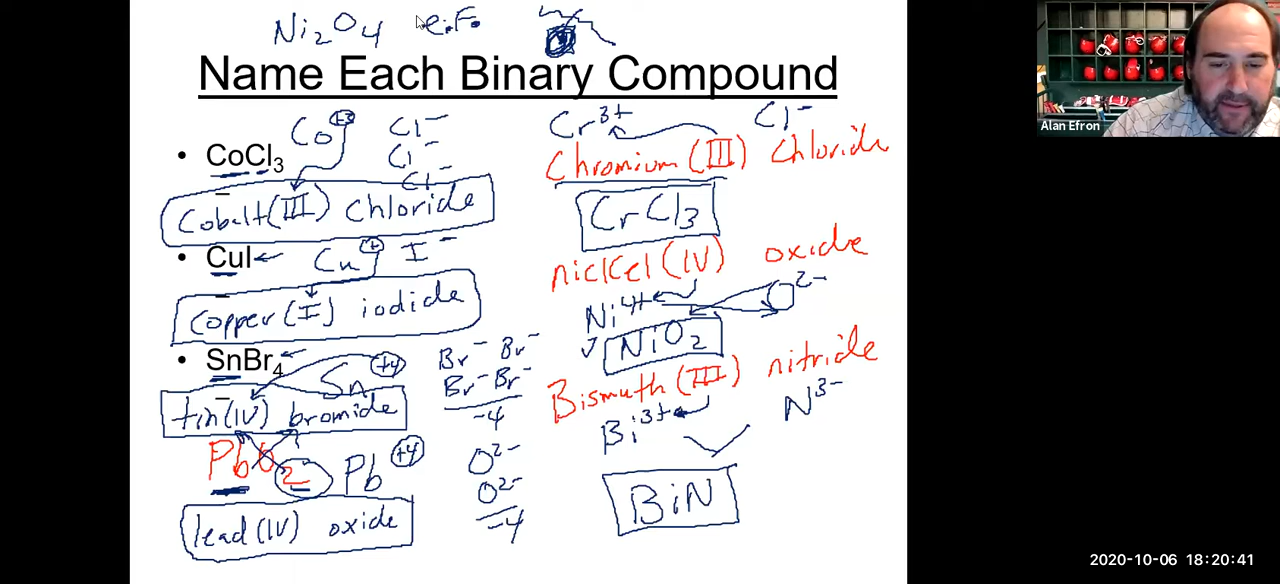 Ni₂O₄ e.F.
Name Each Binary Compound
Co +3 Cl⁻
Cl⁻
Cl⁻
• CoCl₃
Cobalt(III) chloride
• CuI Cu + I⁻
Copper (I) iodide
• SnBr₄ Sn +4 Br⁻ Br⁻
Br⁻ Br⁻
-4
tin(IV) bromide
PbO₂ Pb +4 O²⁻
O²⁻
-4
lead(IV) oxide
Cr³⁺ Cl⁻
Chromium (III) chloride
CrCl₃
nickel (IV) oxide
Ni⁴⁺ O²⁻
NiO₂
Bismuth (III) nitride
Bi³⁺ N³⁻
BiN
Alan Efron
2020-10-06 18:20:41